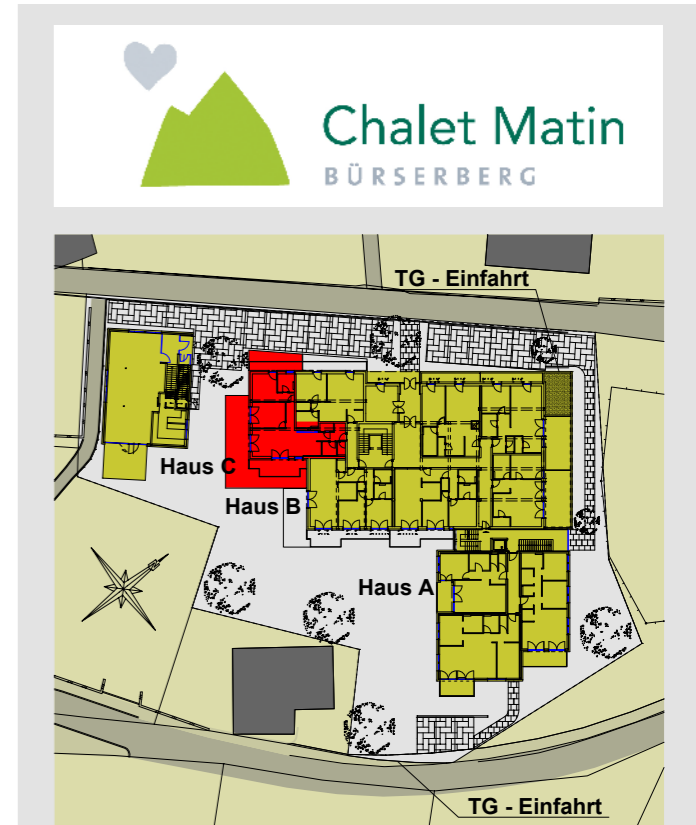 Chalet Matin
BÜRSERBERG
TG - Einfahrt
Haus C
Haus B
Haus A
TG - Einfahrt